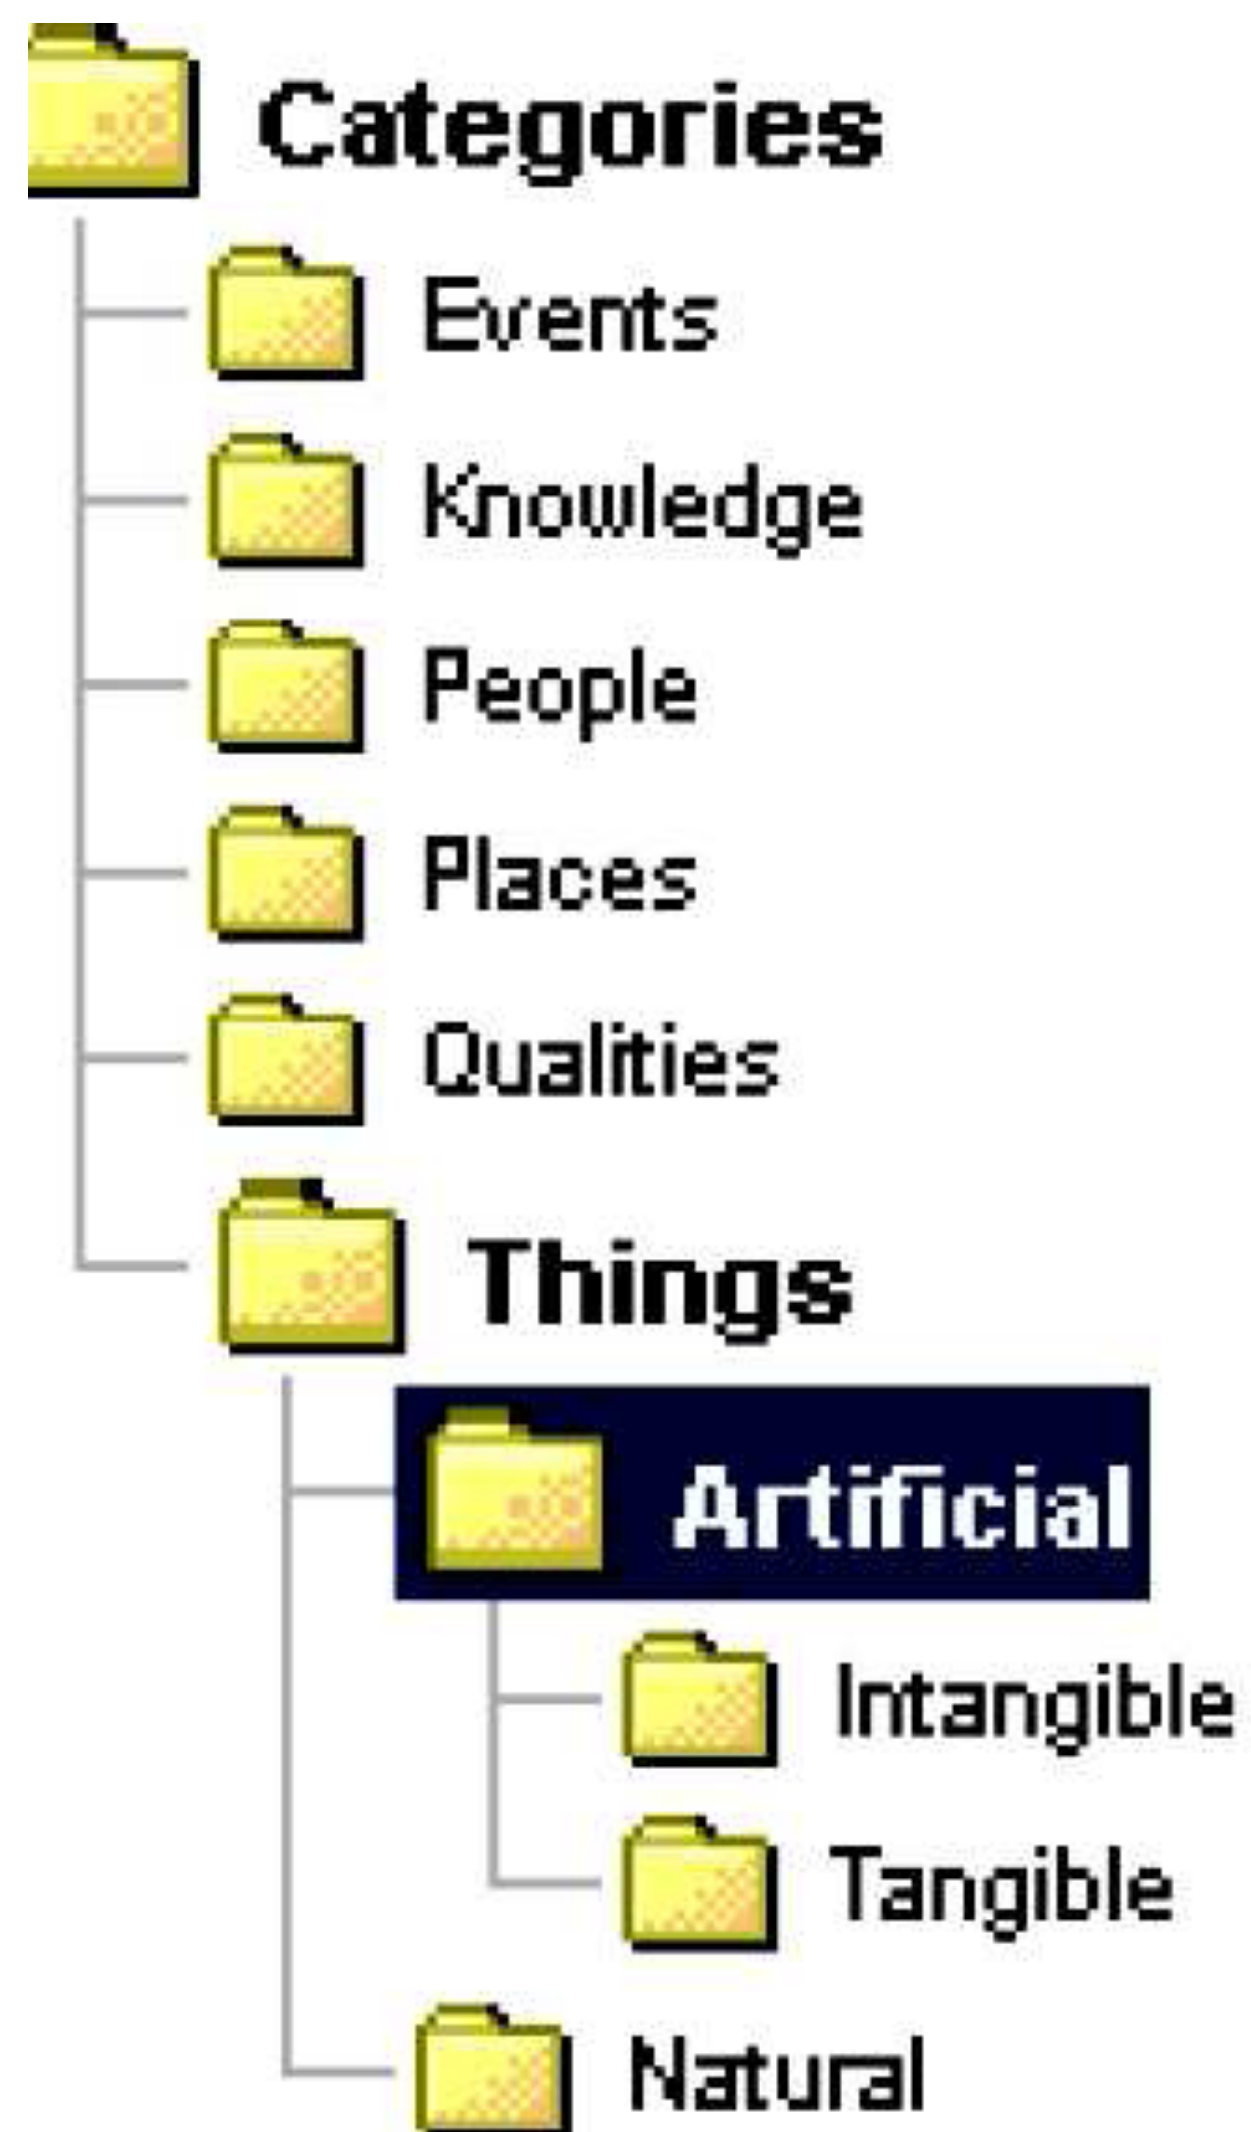 Categories
Events
Knowledge
People
Places
Qualities
Things
Artificial
Intangible
Tangible
Natural